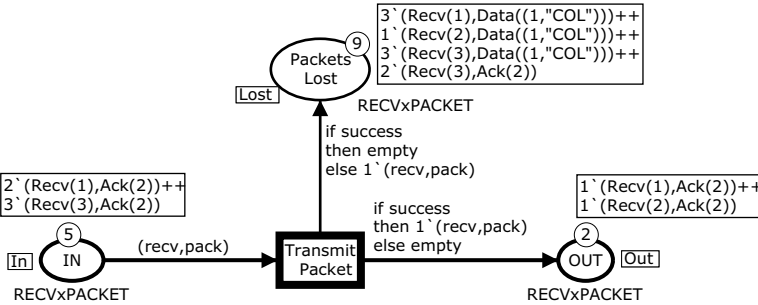 3`(Recv(1),Data((1,"COL")))++
1`(Recv(2),Data((1,"COL")))++
3`(Recv(3),Data((1,"COL")))++
2`(Recv(3),Ack(2))
9
Packets
Lost
Lost
RECVxPACKET
if success
then empty
else 1`(recv,pack)
2`(Recv(1),Ack(2))++
3`(Recv(3),Ack(2))
5
In
IN
RECVxPACKET
(recv,pack)
Transmit
Packet
if success
then 1`(recv,pack)
else empty
1`(Recv(1),Ack(2))++
1`(Recv(2),Ack(2))
2
OUT
Out
RECVxPACKET